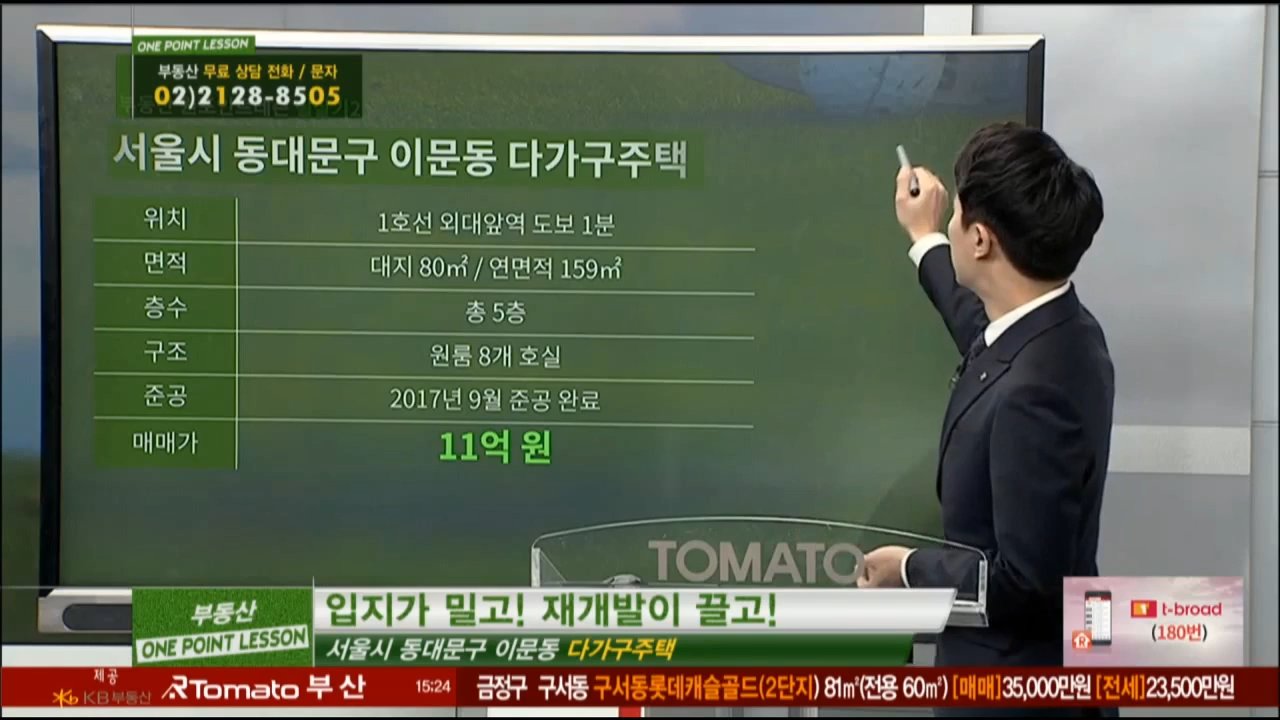 ONE POINT LESSON
부동산 무료 상담 전화 / 문자
02)2128-8505
서울시 동대문구 이문동 다가구주택
위치 1호선 외대앞역 도보 1분
면적 대지 80㎡ / 연면적 159㎡
층수 총 5층
구조 원룸 8개 호실
준공 2017년 9월 준공 완료
매매가 11억 원
TOMATO
부동산
ONE POINT LESSON
입지가 밀고! 재개발이 끌고!
서울시 동대문구 이문동 다가구주택
t-broad
(180번)
제공
KB부동산
RTomato 부산
15:24
금정구 구서동 구서동롯데캐슬골드(2단지) 81㎡(전용 60㎡) [매매]35,000만원 [전세]23,500만원